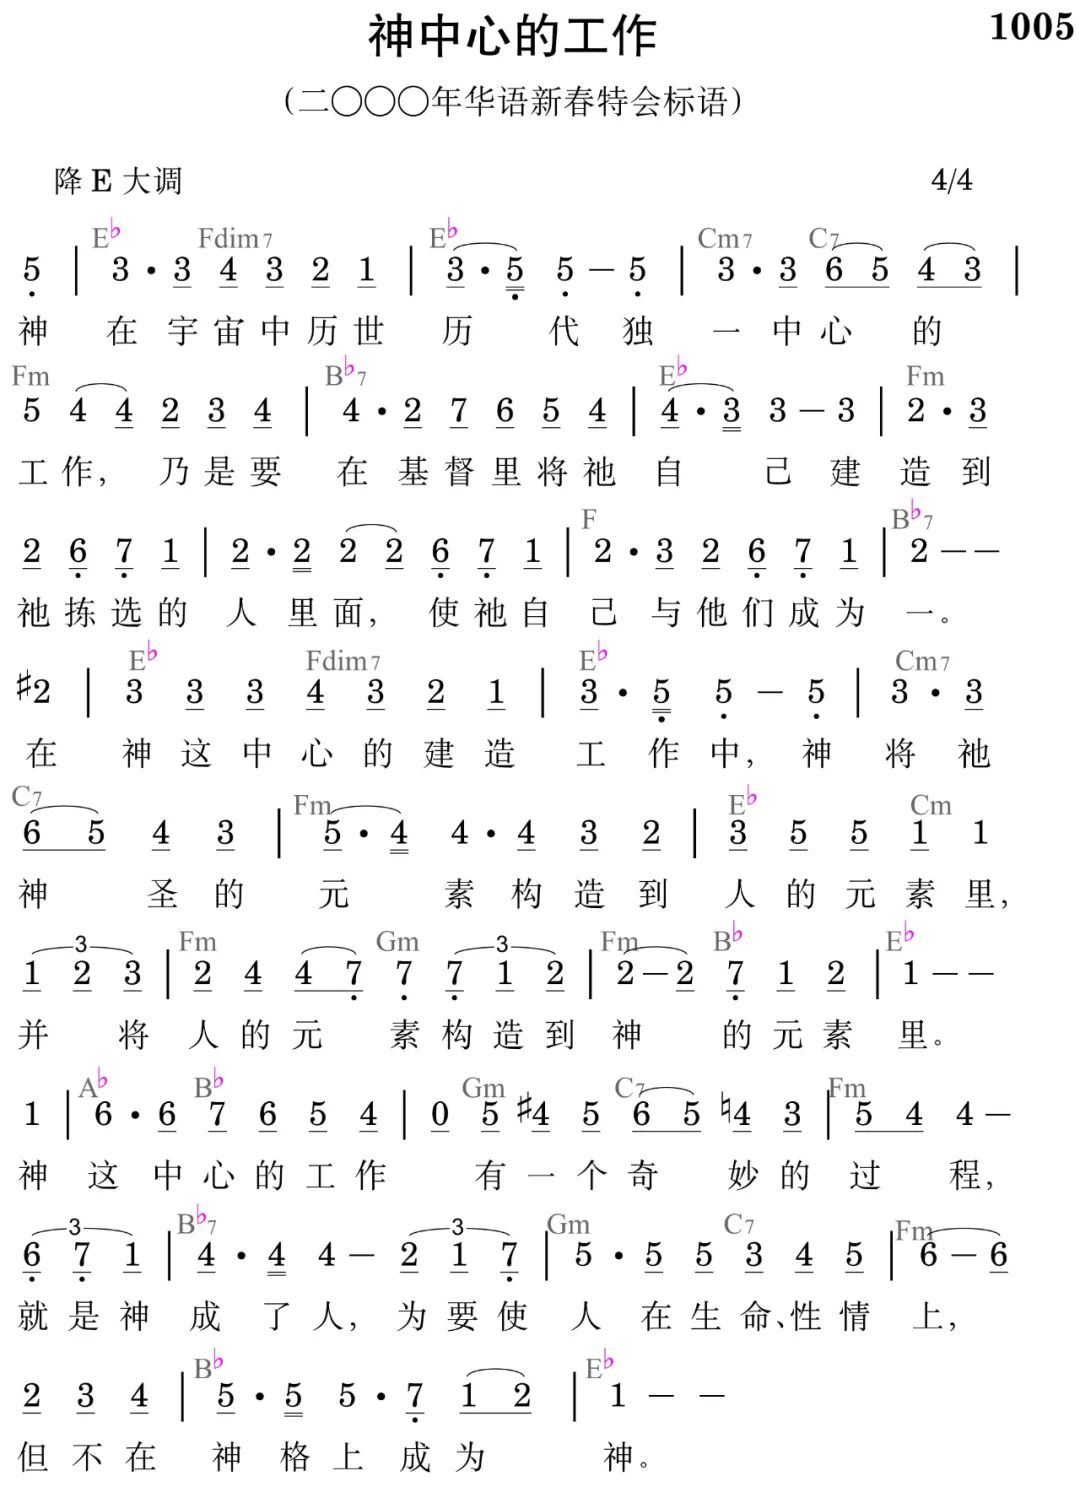 神中心的工作 1005
（二〇〇〇年华语新春特会标语）
降 E 大调 4/4
E♭ Fdim7 E♭ Cm7 C7
5 | 3 · 3 4 3 2 1 | 3 · 5 5 – 5 | 3 · 3 6 5 4 3 |
神 在 宇 宙 中 历 世 历 代 独 一 中 心 的
Fm B♭7 E♭ Fm
5 4 4 2 3 4 | 4 · 2 7 6 5 4 | 4 · 3 3 – 3 | 2 · 3
工 作， 乃 是 要 在 基 督 里 将 祂 自 己 建 造 到
F B♭7
2 6 7 1 | 2 · 2 2 2 6 7 1 | 2 · 3 2 6 7 1 | 2 – –
祂 拣 选 的 人 里 面， 使 祂 自 己 与 他 们 成 为 一。
E♭ Fdim7 E♭ Cm7
♯2 | 3 3 3 4 3 2 1 | 3 · 5 5 – 5 | 3 · 3
在 神 这 中 心 的 建 造 工 作 中， 神 将 祂
C7 Fm E♭ Cm
6 5 4 3 | 5 · 4 4 · 4 3 2 | 3 5 5 1 1
神 圣 的 元 素 构 造 到 人 的 元 素 里，
3 Fm Gm 3 Fm B♭ E♭
1 2 3 | 2 4 4 7 7 7 1 2 | 2 – 2 7 1 2 | 1 – –
并 将 人 的 元 素 构 造 到 神 的 元 素 里。
A♭ B♭ Gm C7 Fm
1 | 6 · 6 7 6 5 4 | 0 5 ♯4 5 6 5 ♮4 3 | 5 4 4 –
神 这 中 心 的 工 作 有 一 个 奇 妙 的 过 程，
3 B♭7 3 Gm C7 Fm
6 7 1 | 4 · 4 4 – 2 1 7 | 5 · 5 5 3 4 5 | 6 – 6
就 是 神 成 了 人， 为 要 使 人 在 生 命、性 情 上，
B♭ E♭
2 3 4 | 5 · 5 5 · 7 1 2 | 1 – –
但 不 在 神 格 上 成 为 神。